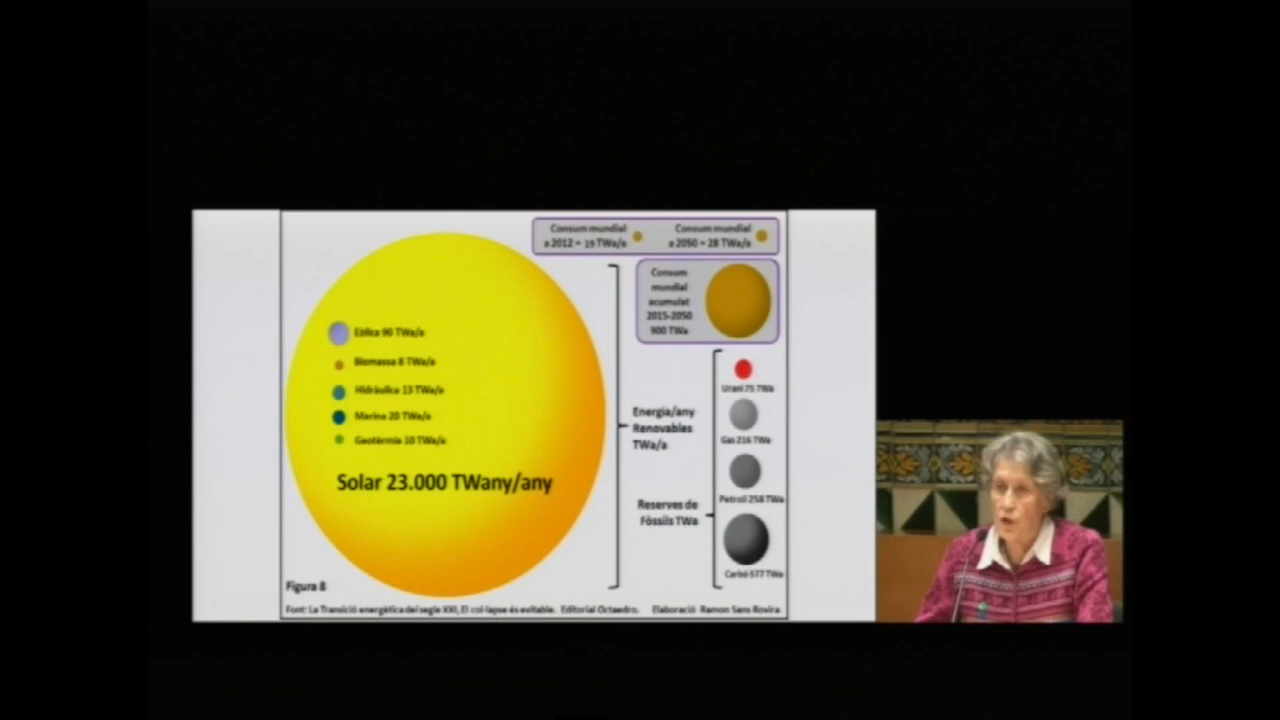 Consum mundial
a 2012 = 19 TWa/a
Consum mundial
a 2050 = 28 TWa/a
Consum
mundial
acumulat
2015-2050
900 TWa
Eòlica 90 TWa/a
Biomassa 8 TWa/a
Hidràulica 13 TWa/a
Marina 20 TWa/a
Geotèrmia 10 TWa/a
Solar 23.000 TWany/any
Energia/any
Renovables
TWa/a
Reserves de
Fòssils TWa
Urani 75 TWa
Gas 216 TWa
Petroli 258 TWa
Carbó 577 TWa
Figura 8
Font: La Transició energètica del segle XXI, El col·lapse és evitable. Editorial Octaedro. Elaboració Ramon Sans Rovira